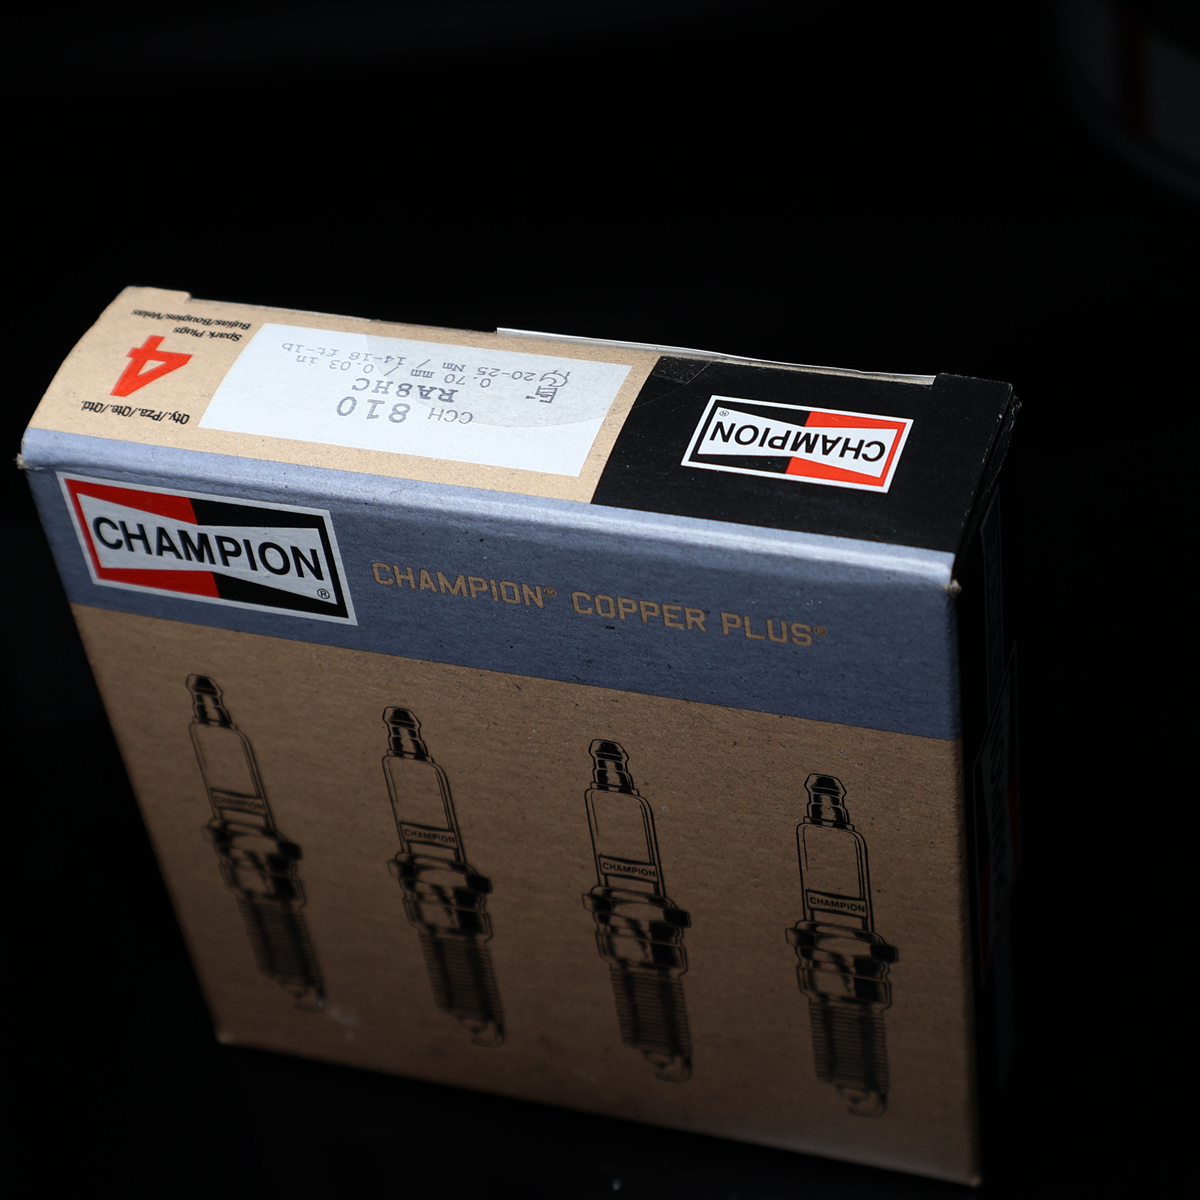 Qty./Pza./Qte./Qtd.
4
Spark Plugs
Bujías/Bougies/Velas
CCH 810
RA8HC
0.70 mm / 0.03 in
20-25 Nm / 14-18 ft-lb
CHAMPION®
CHAMPION®
CHAMPION® COPPER PLUS®
CHAMPION
CHAMPION
CHAMPION
CHAMPION